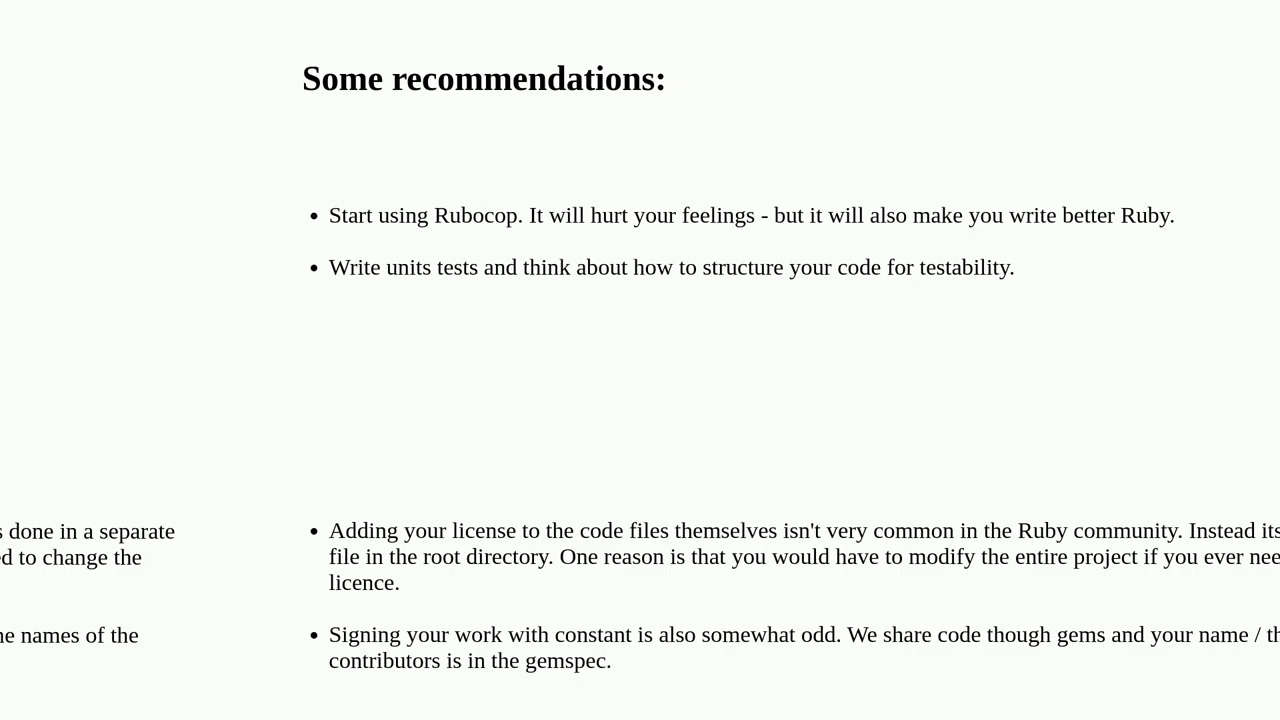 Some recommendations:
Start using Rubocop. It will hurt your feelings - but it will also make you write better Ruby.
Write units tests and think about how to structure your code for testability.
s done in a separate
ed to change the
ne names of the
Adding your license to the code files themselves isn't very common in the Ruby community. Instead its
file in the root directory. One reason is that you would have to modify the entire project if you ever nee
licence.
Signing your work with constant is also somewhat odd. We share code though gems and your name / th
contributors is in the gemspec.